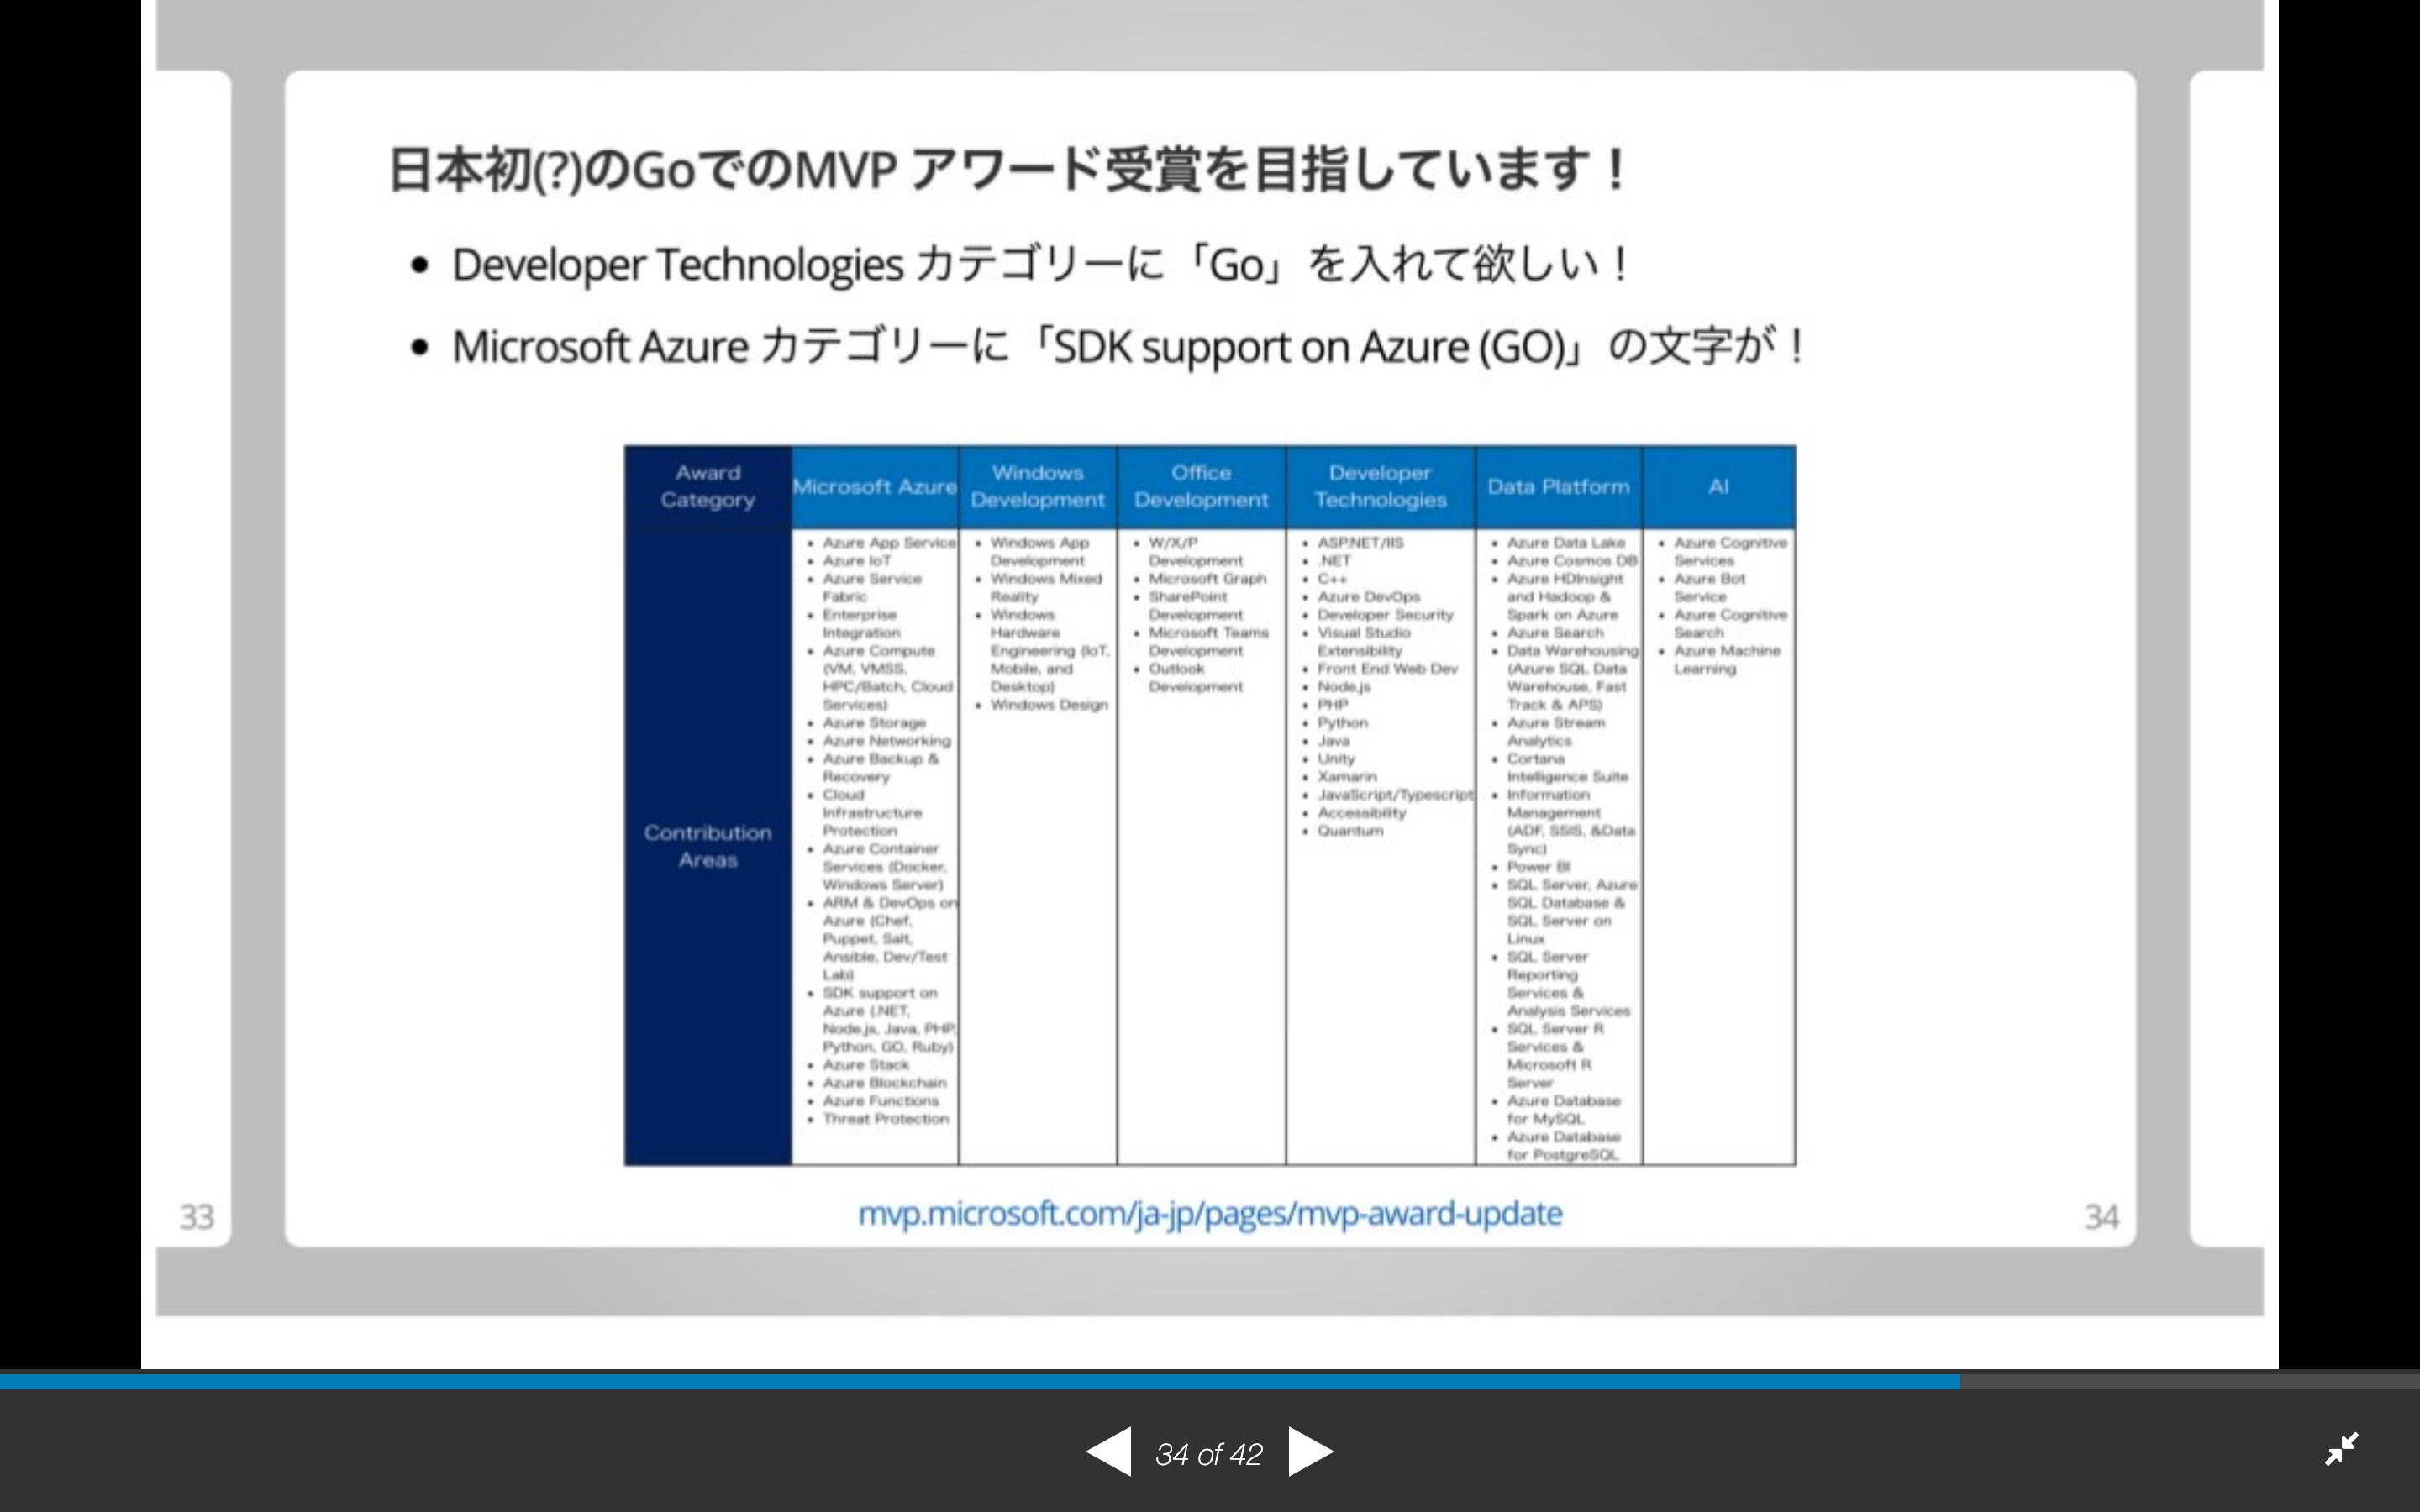 日本初(?)のGoでのMVP アワード受賞を目指しています！
• Developer Technologies カテゴリーに「Go」を入れて欲しい！
• Microsoft Azure カテゴリーに「SDK support on Azure (GO)」の文字が！
Award
Category
Microsoft Azure
Windows
Development
Office
Development
Developer
Technologies
Data Platform
AI
Contribution
Areas
• Azure App Service
• Azure IoT
• Azure Service
Fabric
• Enterprise
Integration
• Azure Compute
(VM, VMSS,
HPC/Batch, Cloud
Services)
• Azure Storage
• Azure Networking
• Azure Backup &
Recovery
• Cloud
Infrastructure
Protection
• Azure Container
Services (Docker,
Windows Server)
• ARM & DevOps on
Azure (Chef,
Puppet, Salt,
Ansible, Dev/Test
Lab)
• SDK support on
Azure (.NET,
Node.js, Java, PHP,
Python, GO, Ruby)
• Azure Stack
• Azure Blockchain
• Azure Functions
• Threat Protection
• Windows App
Development
• Windows Mixed
Reality
• Windows
Hardware
Engineering (IoT,
Mobile, and
Desktop)
• Windows Design
• W/X/P
Development
• Microsoft Graph
• SharePoint
Development
• Microsoft Teams
Development
• Outlook
Development
• ASP.NET/IIS
• .NET
• C++
• Azure DevOps
• Developer Security
• Visual Studio
Extensibility
• Front End Web Dev
• Node.js
• PHP
• Python
• Java
• Unity
• Xamarin
• JavaScript/Typescript
• Accessibility
• Quantum
• Azure Data Lake
• Azure Cosmos DB
• Azure HDInsight
and Hadoop &
Spark on Azure
• Azure Search
• Data Warehousing
(Azure SQL Data
Warehouse, Fast
Track & APS)
• Azure Stream
Analytics
• Cortana
Intelligence Suite
• Information
Management
(ADF, SSIS, &Data
Sync)
• Power BI
• SQL Server, Azure
SQL Database &
SQL Server on
Linux
• SQL Server
Reporting
Services &
Analysis Services
• SQL Server R
Services &
Microsoft R
Server
• Azure Database
for MySQL
• Azure Database
for PostgreSQL
• Azure Cognitive
Services
• Azure Bot
Service
• Azure Cognitive
Search
• Azure Machine
Learning
33
mvp.microsoft.com/ja-jp/pages/mvp-award-update
34
34 of 42